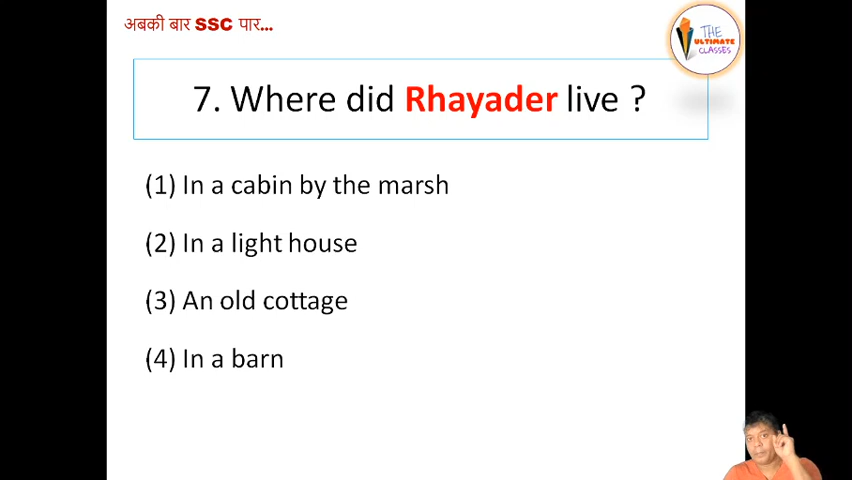 अबकी बार SSC पार...
THE
ULTIMATE
CLASSES
7. Where did Rhayader live ?
(1) In a cabin by the marsh
(2) In a light house
(3) An old cottage
(4) In a barn